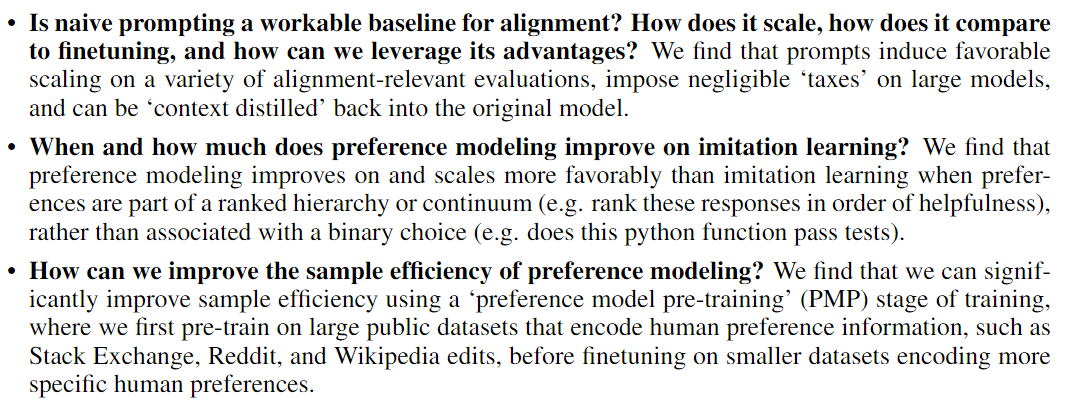 • Is naive prompting a workable baseline for alignment? How does it scale, how does it compare
to finetuning, and how can we leverage its advantages? We find that prompts induce favorable
scaling on a variety of alignment-relevant evaluations, impose negligible ‘taxes’ on large models,
and can be ‘context distilled’ back into the original model.
• When and how much does preference modeling improve on imitation learning? We find that
preference modeling improves on and scales more favorably than imitation learning when prefer-
ences are part of a ranked hierarchy or continuum (e.g. rank these responses in order of helpfulness),
rather than associated with a binary choice (e.g. does this python function pass tests).
• How can we improve the sample efficiency of preference modeling? We find that we can signif-
icantly improve sample efficiency using a ‘preference model pre-training’ (PMP) stage of training,
where we first pre-train on large public datasets that encode human preference information, such as
Stack Exchange, Reddit, and Wikipedia edits, before finetuning on smaller datasets encoding more
specific human preferences.